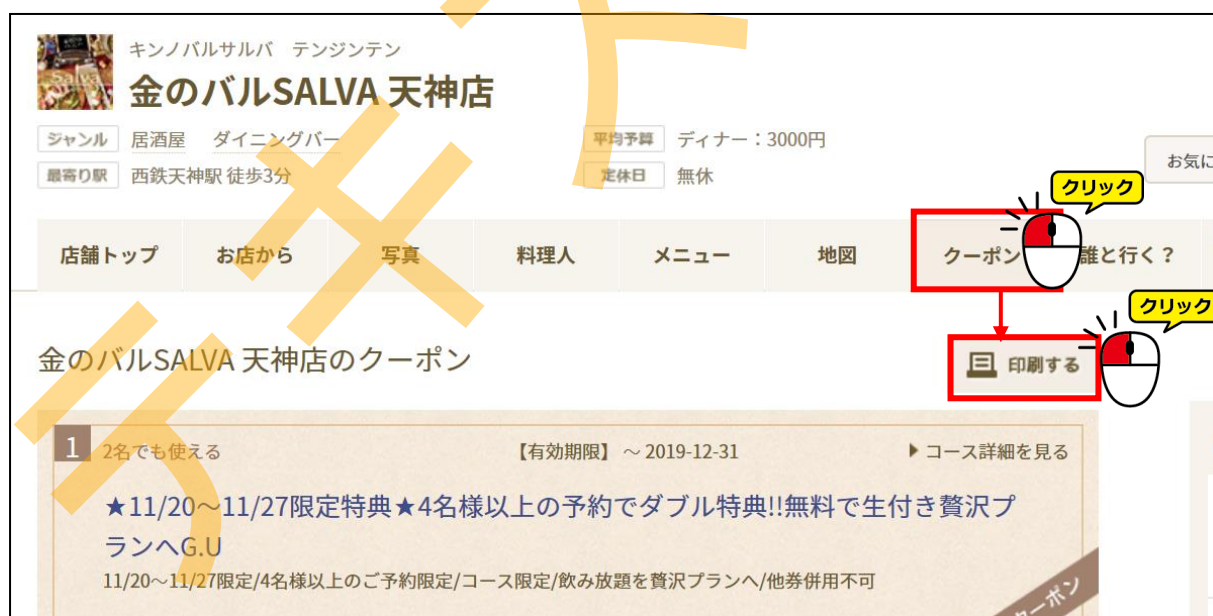 キンノバルサルバ テンジンテン
金のバルSALVA 天神店
ジャンル 居酒屋 ダイニングバー 平均予算 ディナー：3000円
最寄り駅 西鉄天神駅 徒歩3分 定休日 無休
お気に
クリック
店舗トップ お店から 写真 料理人 メニュー 地図 クーポン 誰と行く？
クリック
金のバルSALVA 天神店のクーポン 印刷する
1 2名でも使える 【有効期限】 ～ 2019-12-31 コース詳細を見る
★11/20～11/27限定特典★4名様以上の予約でダブル特典!!無料で生付き贅沢プ
ランへG.U
11/20～11/27限定/4名様以上のご予約限定/コース限定/飲み放題を贅沢プランへ/他券併用不可
ーポン